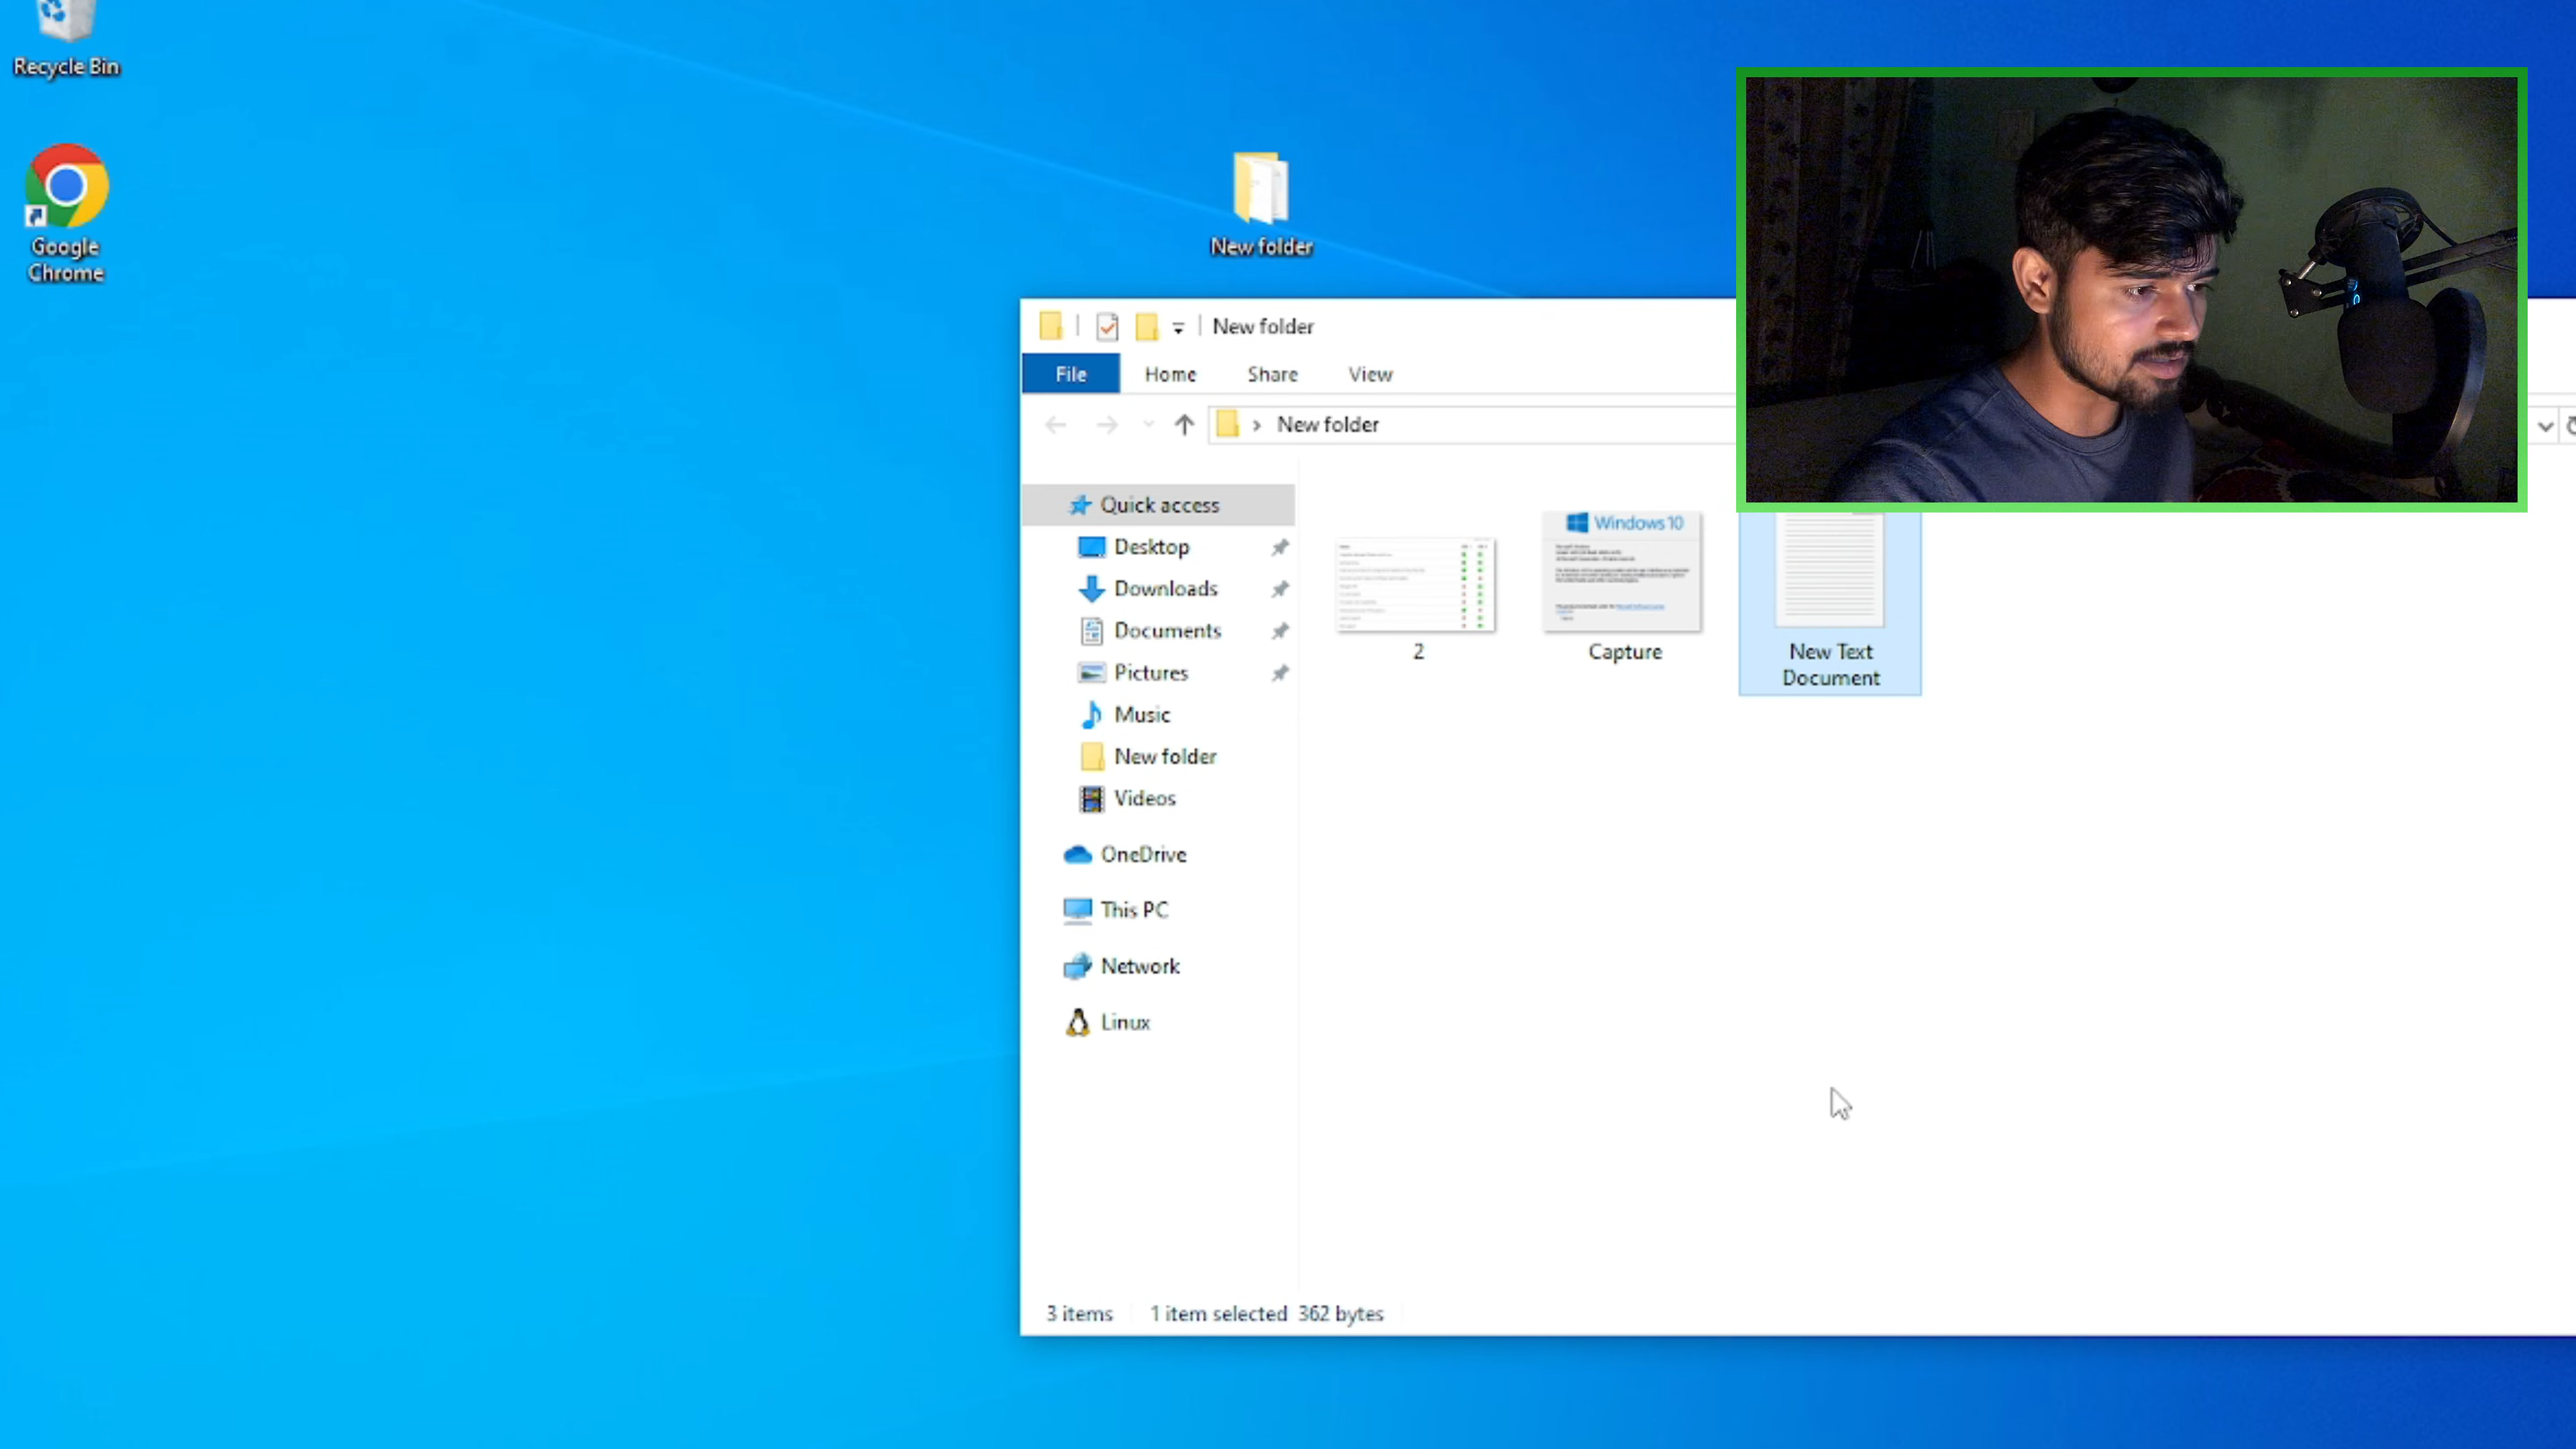 Recycle Bin
Google
Chrome
New folder
New folder
File Home Share View
New folder
Quick access
Desktop
Downloads
Documents
Pictures
Music
New folder
Videos
OneDrive
This PC
Network
Linux
Windows 10
2
Capture
New Text
Document
3 items 1 item selected 362 bytes